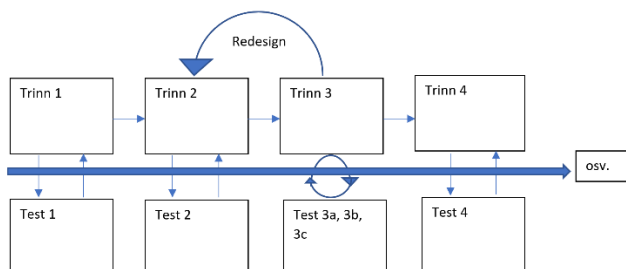 Redesign
Trinn 1
Trinn 2
Trinn 3
Trinn 4
osv.
Test 1
Test 2
Test 3a, 3b,
3c
Test 4